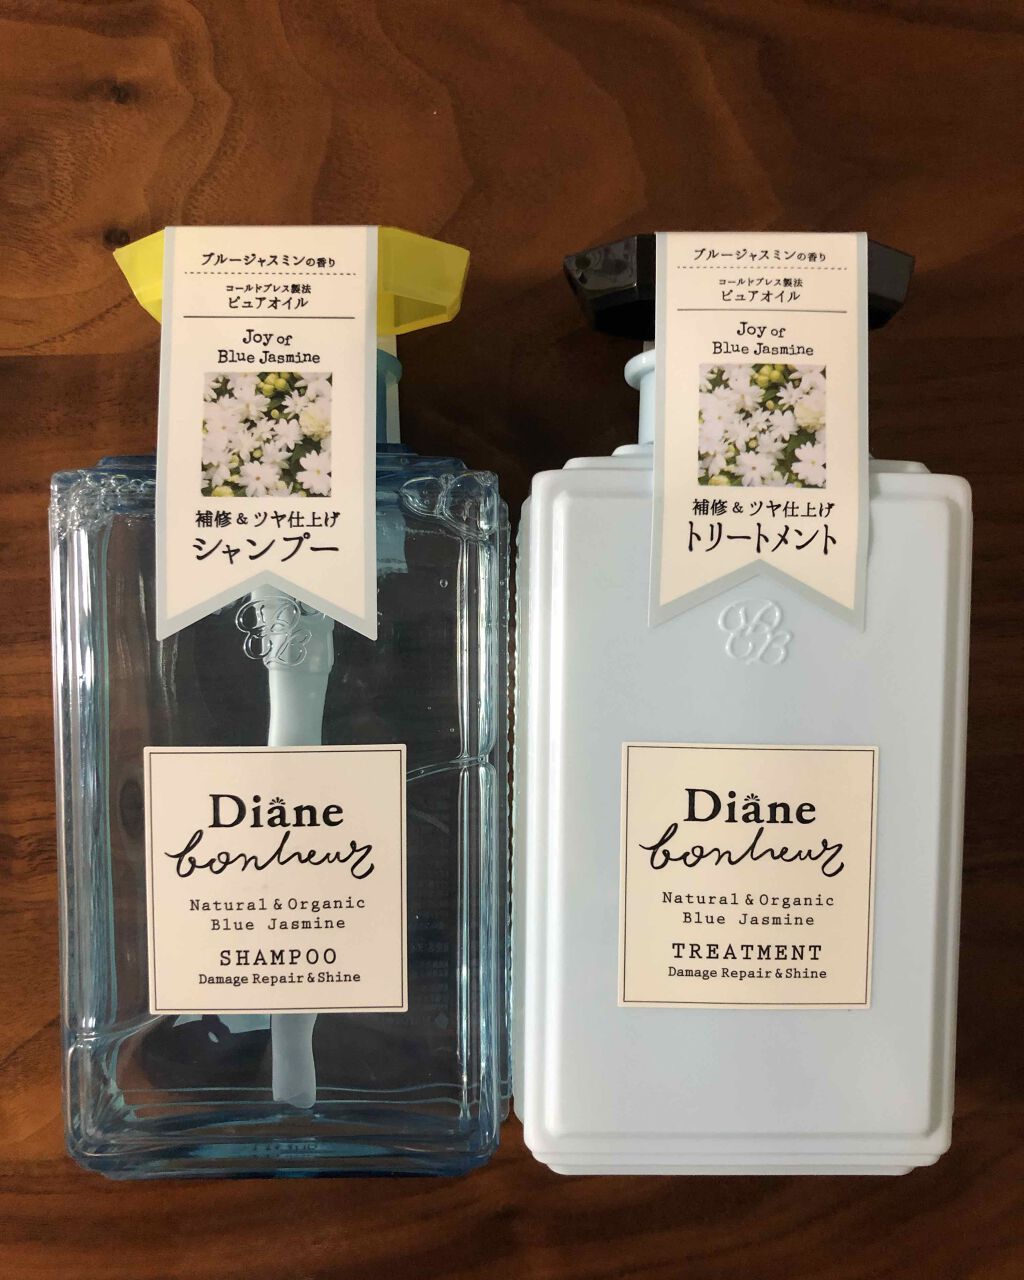 ブルージャスミンの香り
コールドプレス製法
ピュアオイル
Joy of
Blue Jasmine
補修&ツヤ仕上げ
シャンプー
Diane
bonheur
Natural & Organic
Blue Jasmine
SHAMPOO
Damage Repair & Shine
ブルージャスミンの香り
コールドプレス製法
ピュアオイル
Joy of
Blue Jasmine
補修&ツヤ仕上げ
トリートメント
Diane
bonheur
Natural & Organic
Blue Jasmine
TREATMENT
Damage Repair & Shine